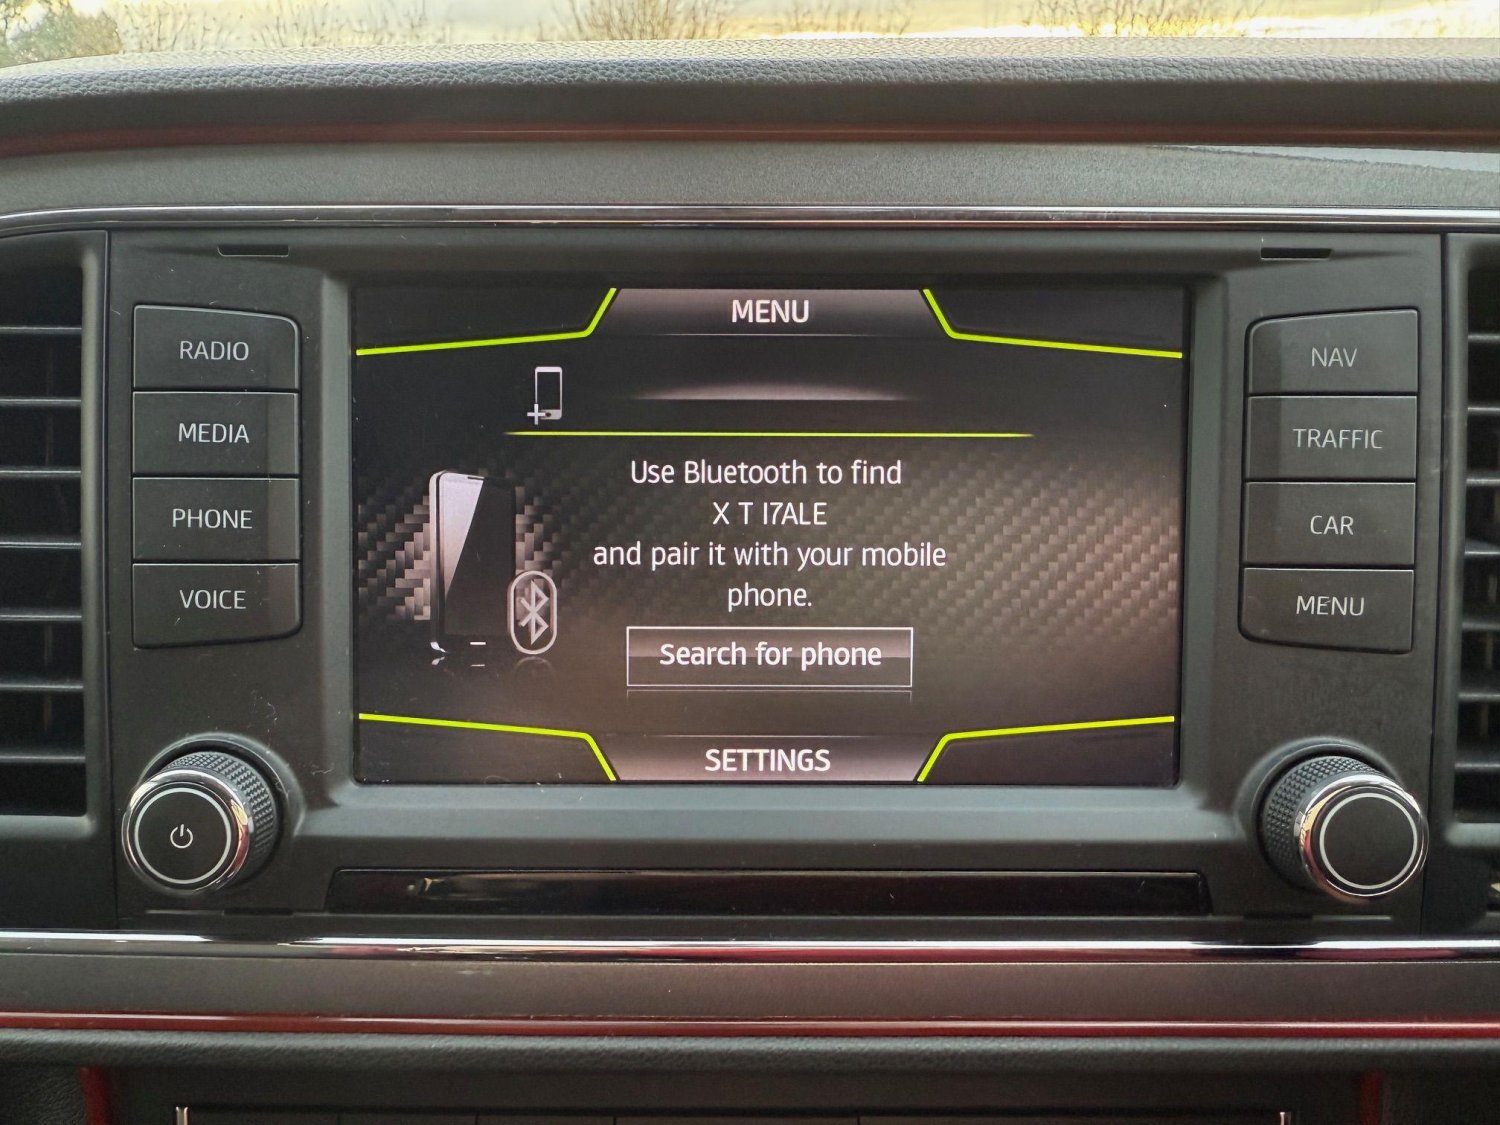 MENU
Use Bluetooth to find
X T I7ALE
and pair it with your mobile
phone.
Search for phone
SETTINGS
RADIO
MEDIA
PHONE
VOICE
NAV
TRAFFIC
CAR
MENU